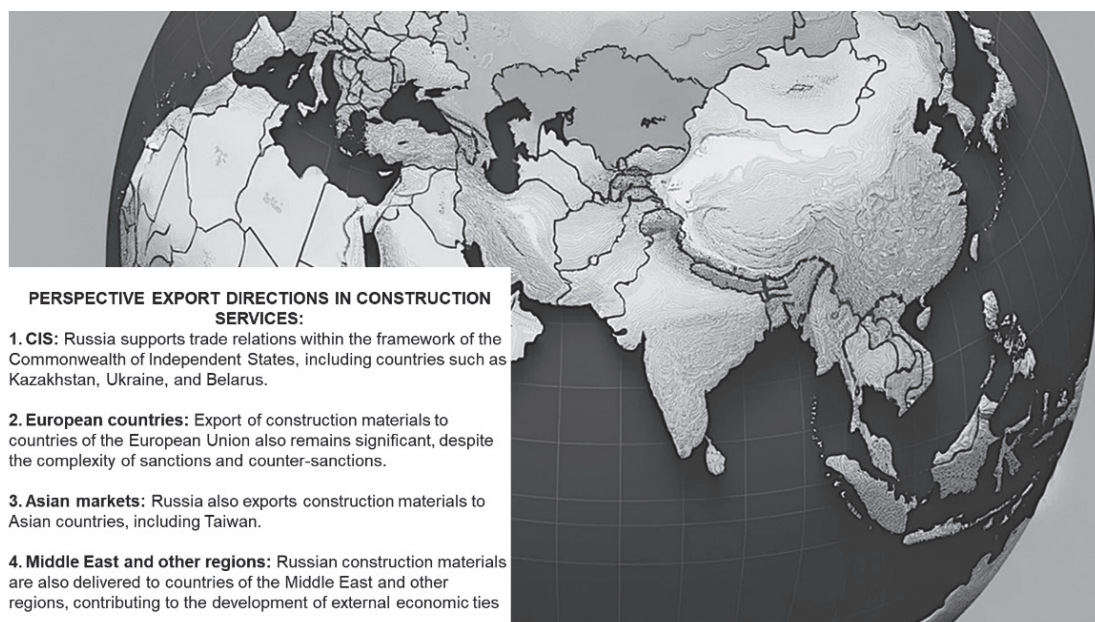 PERSPECTIVE EXPORT DIRECTIONS IN CONSTRUCTION
SERVICES:
1. CIS: Russia supports trade relations within the framework of the
Commonwealth of Independent States, including countries such as
Kazakhstan, Ukraine, and Belarus.
2. European countries: Export of construction materials to
countries of the European Union also remains significant, despite
the complexity of sanctions and counter-sanctions.
3. Asian markets: Russia also exports construction materials to
Asian countries, including Taiwan.
4. Middle East and other regions: Russian construction materials
are also delivered to countries of the Middle East and other
regions, contributing to the development of external economic ties